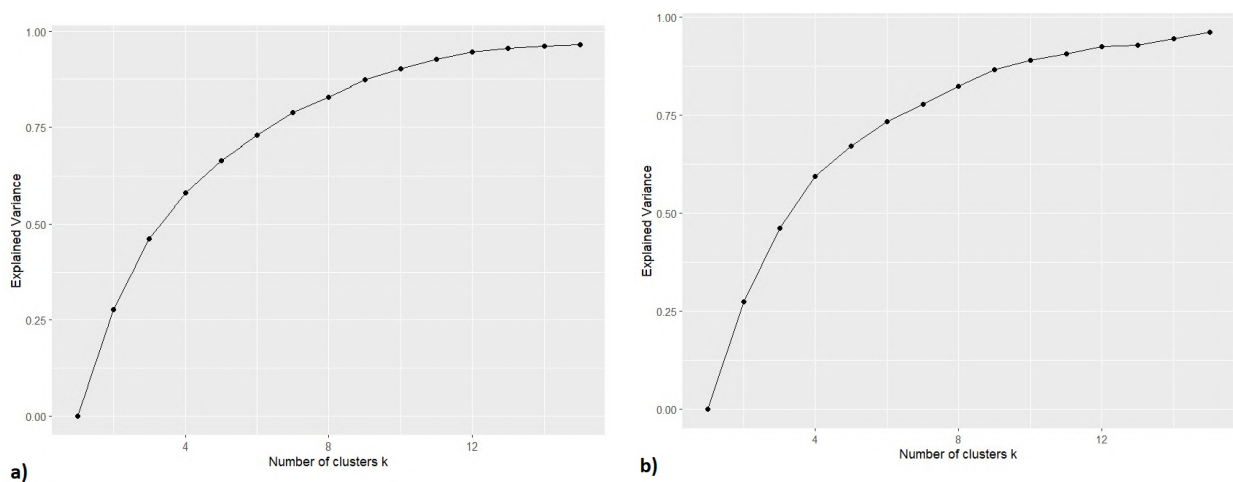 1.00
0.75
0.50
0.25
0.00
Explained Variance
4
8
12
Number of clusters k
a)
1.00
0.75
0.50
0.25
0.00
Explained Variance
4
8
12
Number of clusters k
b)